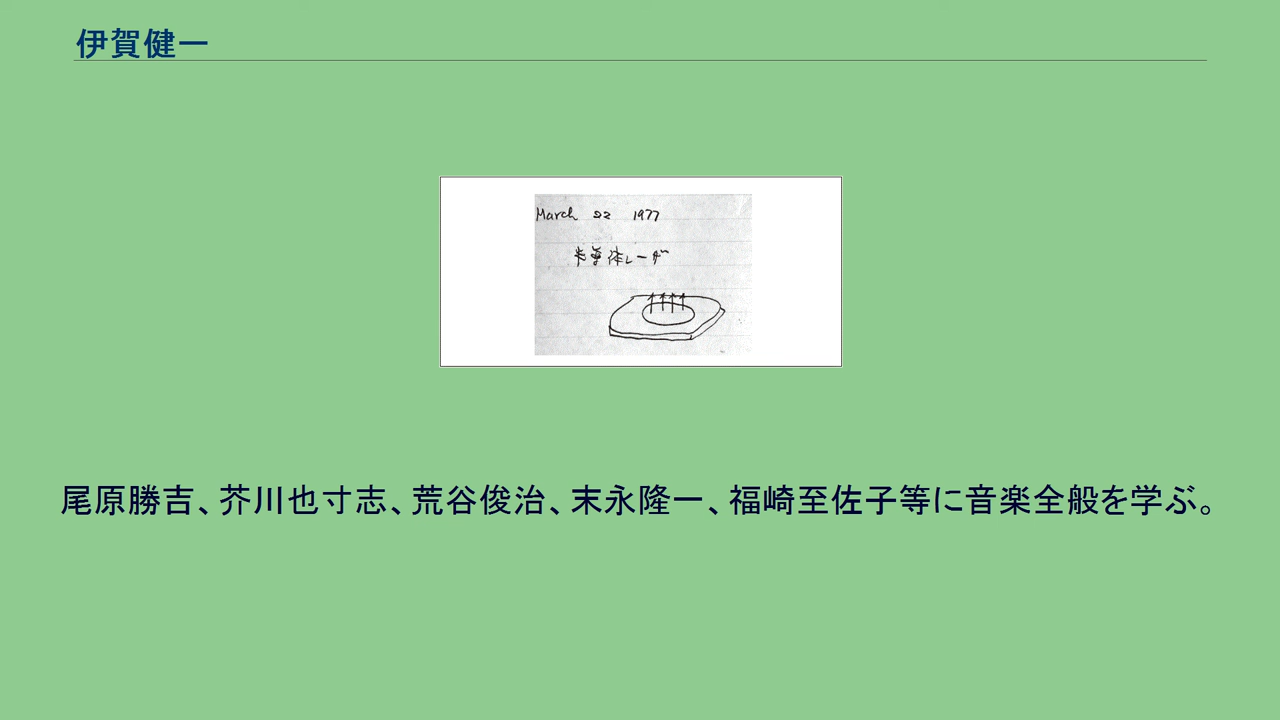 伊賀健一
March 22 1977
半導体レーザ
尾原勝吉、芥川也寸志、荒谷俊治、末永隆一、福崎至佐子等に音楽全般を学ぶ。